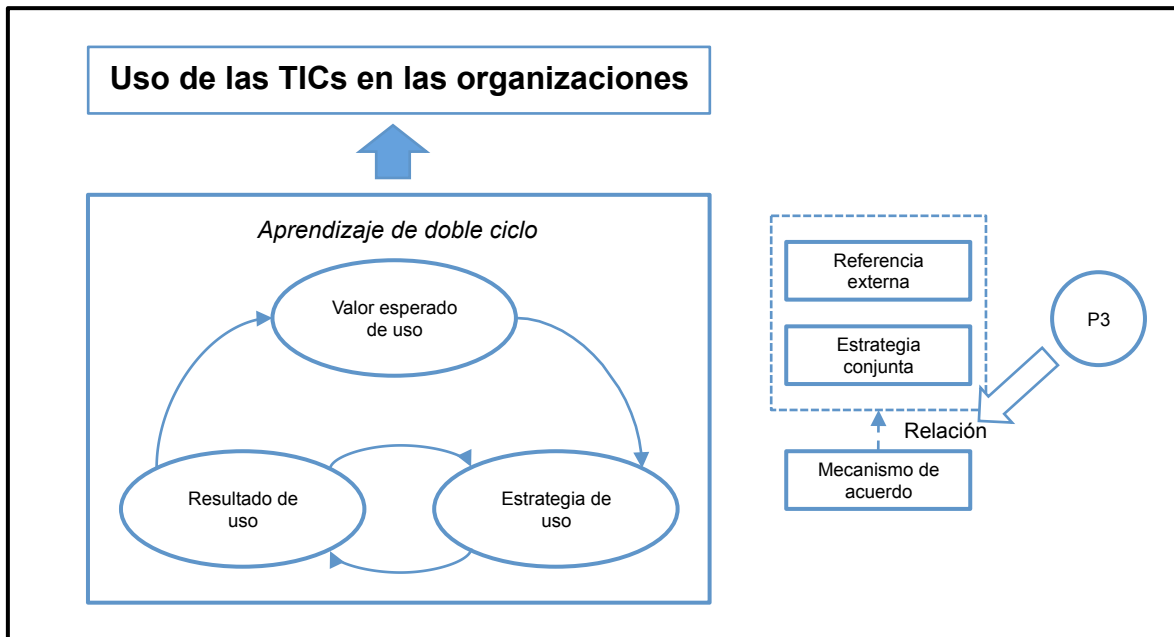 Uso de las TICs en las organizaciones
Aprendizaje de doble ciclo
Valor esperado
de uso
Resultado de
uso
Estrategia de
uso
Referencia
externa
Estrategia
conjunta
P3
Relación
Mecanismo de
acuerdo